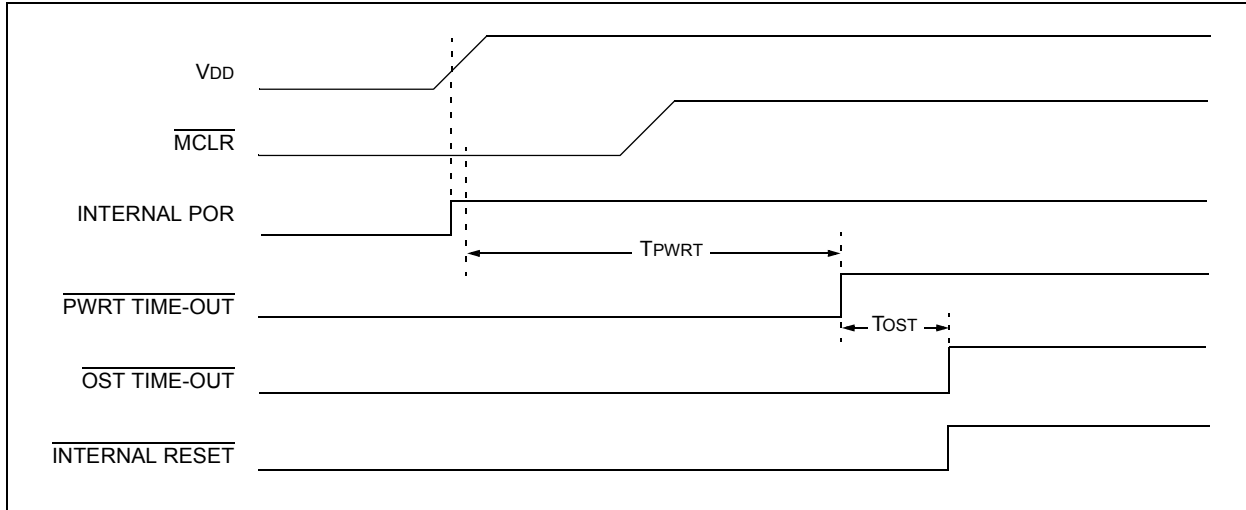 VDD
MCLR
INTERNAL POR
TPWRT
PWRT TIME-OUT
TOST
OST TIME-OUT
INTERNAL RESET